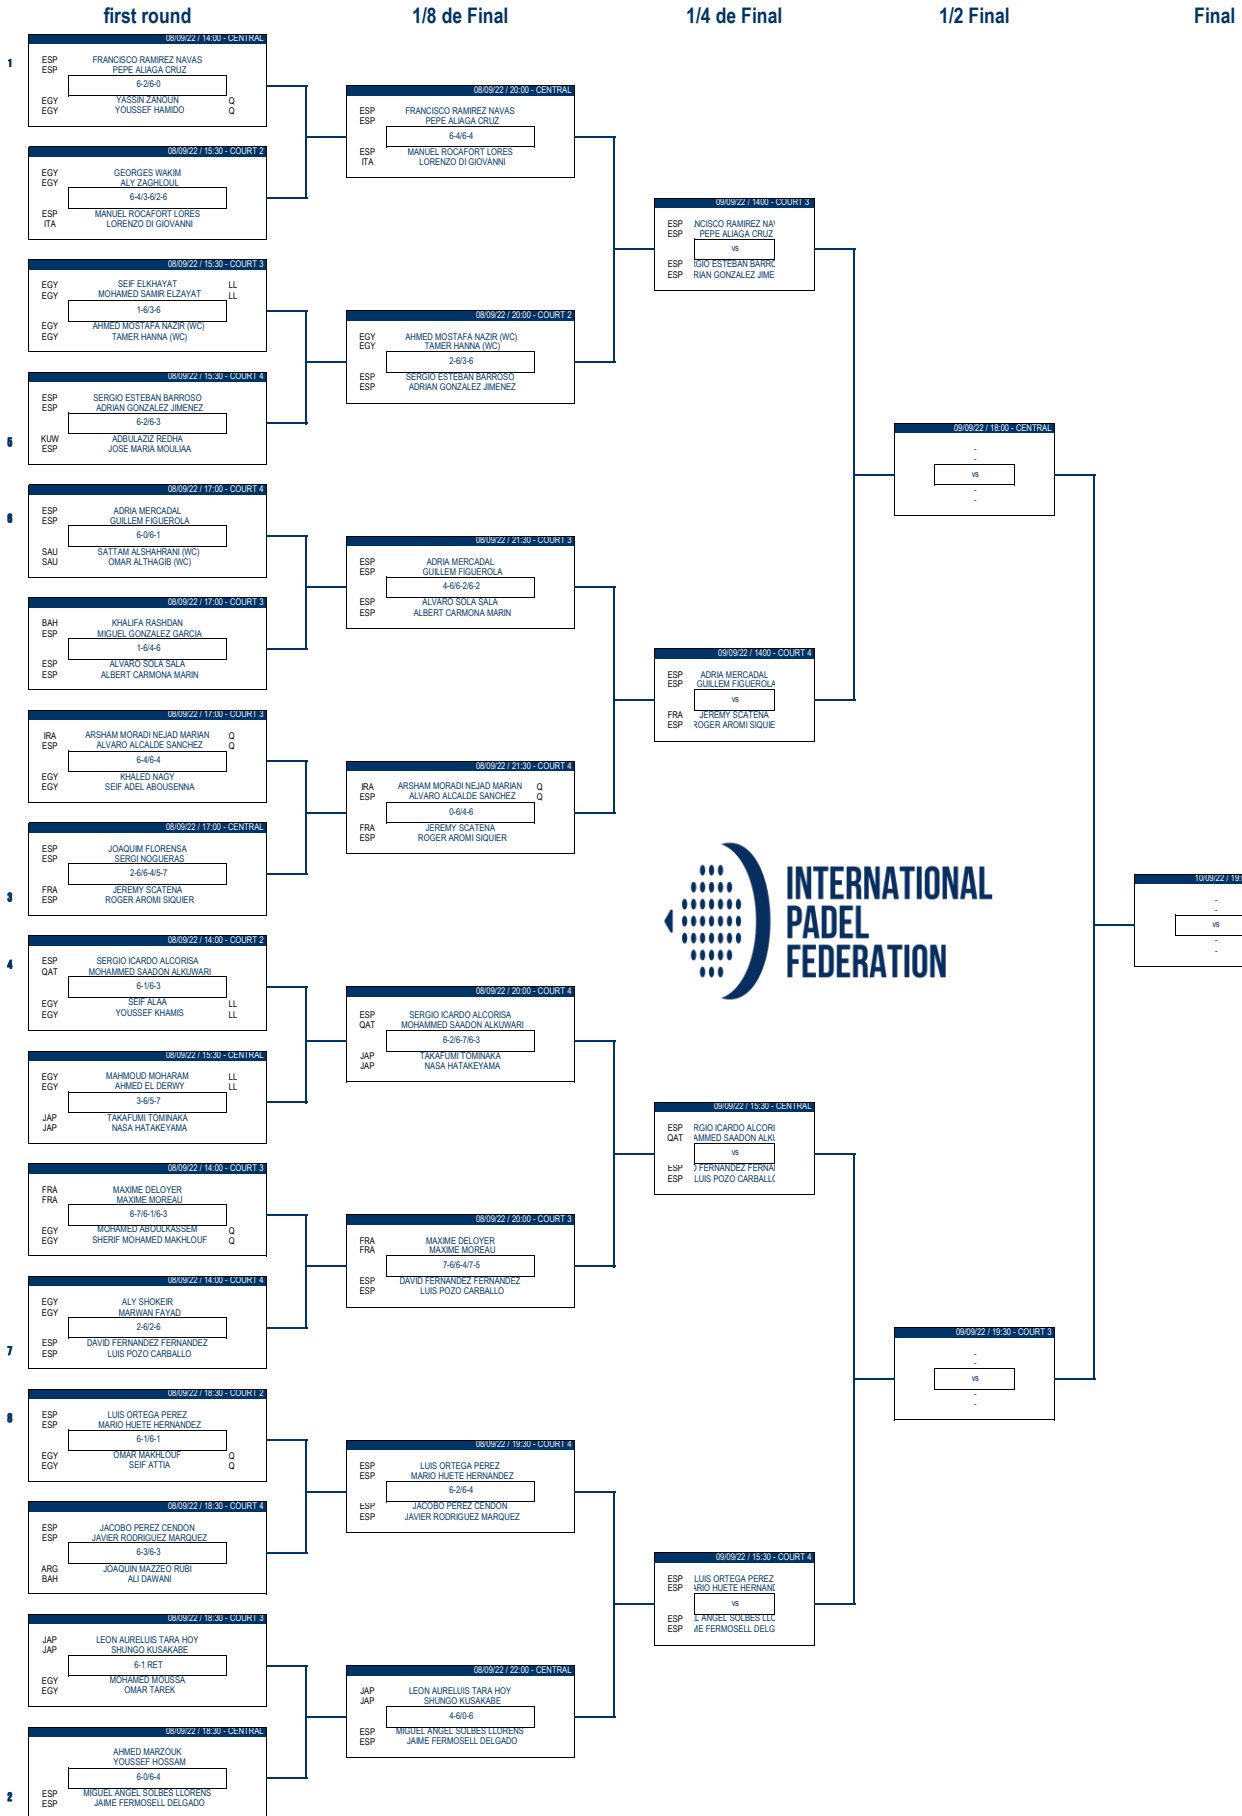 first round
1/8 de Final
1/4 de Final
1/2 Final
Final
08/09/22 / 14:00 - CENTRAL
1
ESP FRANCISCO RAMIREZ NAVAS
ESP PEPE ALIAGA CRUZ
6-2/6-0
EGY YASSIN ZANOUN Q
EGY YOUSSEF HAMIDO Q
08/09/22 / 15:30 - COURT 2
EGY GEORGES WAKIM
EGY ALY ZAGHLOUL
6-4/3-6/2-6
ESP MANUEL ROCAFORT LORES
ITA LORENZO DI GIOVANNI
08/09/22 / 15:30 - COURT 3
EGY SEIF ELKHAYAT LL
EGY MOHAMED SAMIR ELZAYAT LL
1-6/3-6
EGY AHMED MOSTAFA NAZIR (WC)
EGY TAMER HANNA (WC)
08/09/22 / 15:30 - COURT 4
ESP SERGIO ESTEBAN BARROSO
ESP ADRIAN GONZALEZ JIMENEZ
6-2/6-3
5
KUW ADBULAZIZ REDHA
ESP JOSE MARIA MOULIAA
08/09/22 / 17:00 - COURT 4
6
ESP ADRIA MERCADAL
ESP GUILLEM FIGUEROLA
6-0/6-1
SAU SATTAM ALSHAHRANI (WC)
SAU OMAR ALTHAGIB (WC)
08/09/22 / 17:00 - COURT 3
BAH KHALIFA RASHDAN
ESP MIGUEL GONZALEZ GARCIA
1-6/4-6
ESP ALVARO SOLA SALA
ESP ALBERT CARMONA MARIN
08/09/22 / 17:00 - COURT 3
IRA ARSHAM MORADI NEJAD MARIAN Q
ESP ALVARO ALCALDE SANCHEZ Q
6-4/6-4
EGY KHALED NAGY
EGY SEIF ADEL ABOUSENNA
08/09/22 / 17:00 - CENTRAL
ESP JOAQUIM FLORENSA
ESP SERGI NOGUERAS
2-6/6-4/5-7
FRA JEREMY SCATENA
3
ESP ROGER AROMI SIQUIER
08/09/22 / 14:00 - COURT 2
4
ESP SERGIO ICARDO ALCORISA
QAT MOHAMMED SAADON ALKUWARI
6-1/6-3
EGY SEIF ALAA LL
EGY YOUSSEF KHAMIS LL
08/09/22 / 15:30 - CENTRAL
EGY MAHMOUD MOHARAM LL
EGY AHMED EL DERWY LL
3-6/5-7
JAP TAKAFUMI TOMINAKA
JAP NASA HATAKEYAMA
08/09/22 / 14:00 - COURT 3
FRA MAXIME DELOYER
FRA MAXIME MOREAU
6-7/6-1/6-3
EGY MOHAMED ABOULKASSEM Q
EGY SHERIF MOHAMED MAKHLOUF Q
08/09/22 / 14:00 - COURT 4
EGY ALY SHOKEIR
EGY MARWAN FAYAD
2-6/2-6
ESP DAVID FERNANDEZ FERNANDEZ
7
ESP LUIS POZO CARBALLO
08/09/22 / 18:30 - COURT 2
8
ESP LUIS ORTEGA PEREZ
ESP MARIO HUETE HERNANDEZ
6-1/6-1
EGY OMAR MAKHLOUF Q
EGY SEIF ATTIA Q
08/09/22 / 18:30 - COURT 4
ESP JACOBO PEREZ CENDON
ESP JAVIER RODRIGUEZ MARQUEZ
6-3/6-3
ARG JOAQUIN MAZZEO RUBI
BAH ALI DAWANI
08/09/22 / 18:30 - COURT 3
JAP LEON AURELUIS TARA HOY
JAP SHUNGO KUSAKABE
6-1 RET
EGY MOHAMED MOUSSA
EGY OMAR TAREK
08/09/22 / 18:30 - CENTRAL
AHMED MARZOUK
YOUSSEF HOSSAM
6-0/6-4
2
ESP MIGUEL ANGEL SOLBES LLORENS
ESP JAIME FERMOSELL DELGADO
08/09/22 / 20:00 - CENTRAL
ESP FRANCISCO RAMIREZ NAVAS
ESP PEPE ALIAGA CRUZ
6-4/6-4
ESP MANUEL ROCAFORT LORES
ITA LORENZO DI GIOVANNI
08/09/22 / 20:00 - COURT 2
EGY AHMED MOSTAFA NAZIR (WC)
EGY TAMER HANNA (WC)
2-6/3-6
ESP SERGIO ESTEBAN BARROSO
ESP ADRIAN GONZALEZ JIMENEZ
08/09/22 / 21:30 - COURT 3
ESP ADRIA MERCADAL
ESP GUILLEM FIGUEROLA
4-6/6-2/6-2
ESP ALVARO SOLA SALA
ESP ALBERT CARMONA MARIN
08/09/22 / 21:30 - COURT 4
IRA ARSHAM MORADI NEJAD MARIAN Q
ESP ALVARO ALCALDE SANCHEZ Q
0-6/4-6
FRA JEREMY SCATENA
ESP ROGER AROMI SIQUIER
08/09/22 / 20:00 - COURT 4
ESP SERGIO ICARDO ALCORISA
QAT MOHAMMED SAADON ALKUWARI
6-2/6-7/6-3
JAP TAKAFUMI TOMINAKA
JAP NASA HATAKEYAMA
08/09/22 / 20:00 - COURT 3
FRA MAXIME DELOYER
FRA MAXIME MOREAU
7-6/6-4/7-5
ESP DAVID FERNANDEZ FERNANDEZ
ESP LUIS POZO CARBALLO
08/09/22 / 19:30 - COURT 4
ESP LUIS ORTEGA PEREZ
ESP MARIO HUETE HERNANDEZ
6-2/6-4
ESP JACOBO PEREZ CENDON
ESP JAVIER RODRIGUEZ MARQUEZ
08/09/22 / 22:00 - CENTRAL
JAP LEON AURELUIS TARA HOY
JAP SHUNGO KUSAKABE
4-6/0-6
ESP MIGUEL ANGEL SOLBES LLORENS
ESP JAIME FERMOSELL DELGADO
09/09/22 / 1400 - COURT 3
ESP NCISCO RAMIREZ NAV
ESP PEPE ALIAGA CRUZ
vs
ESP RGIO ESTEBAN BARRO
ESP RIAN GONZALEZ JIME
09/09/22 / 1400 - COURT 4
ESP ADRIA MERCADAL
ESP GUILLEM FIGUEROLA
vs
FRA JEREMY SCATENA
ESP ROGER AROMI SIQUIE
INTERNATIONAL
PADEL
FEDERATION
09/09/22 / 15:30 - CENTRAL
ESP RGIO ICARDO ALCORI
QAT AMMED SAADON ALKU
vs
ESP FERNANDEZ FERNA
ESP LUIS POZO CARBALLO
09/09/22 / 15:30 - COURT 4
ESP LUIS ORTEGA PEREZ
ESP ARIO HUETE HERNAND
vs
ESP L ANGEL SOLBES LLO
ESP ME FERMOSELL DELG
09/09/22 / 18:00 - CENTRAL
-
-
vs
-
-
09/09/22 / 19:30 - COURT 3
-
-
vs
-
-
10/09/22 / 19:
-
-
vs
-
-